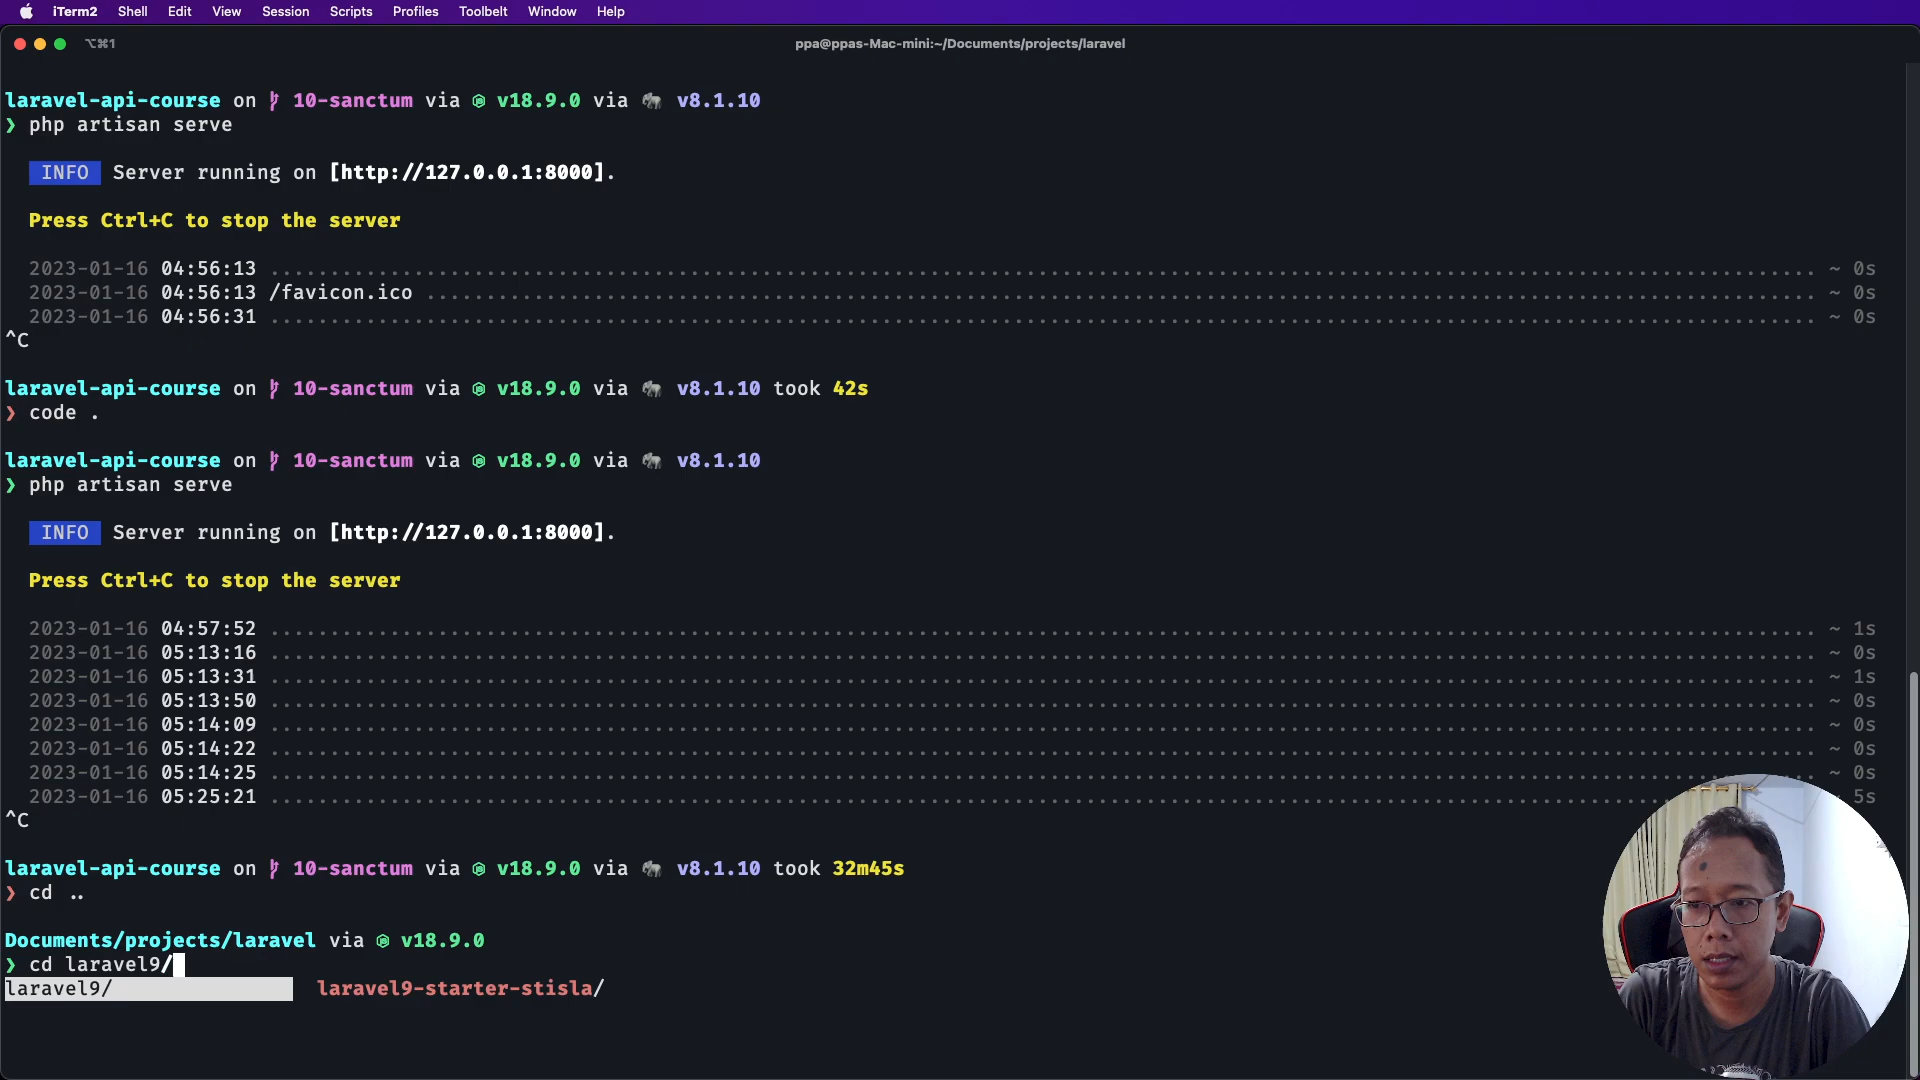 iTerm2 Shell Edit View Session Scripts Profiles Toolbelt Window Help
⌥⌘1 ppa@ppas-Mac-mini:~/Documents/projects/laravel
laravel-api-course on 10-sanctum via v18.9.0 via 🐘 v8.1.10
❯ php artisan serve
INFO Server running on [http://127.0.0.1:8000].
Press Ctrl+C to stop the server
2023-01-16 04:56:13 ........ ~ 0s
2023-01-16 04:56:13 /favicon.ico ........ ~ 0s
2023-01-16 04:56:31 ........ ~ 0s
^C
laravel-api-course on 10-sanctum via v18.9.0 via 🐘 v8.1.10 took 42s
❯ code .
laravel-api-course on 10-sanctum via v18.9.0 via 🐘 v8.1.10
❯ php artisan serve
INFO Server running on [http://127.0.0.1:8000].
Press Ctrl+C to stop the server
2023-01-16 04:57:52 ........ ~ 1s
2023-01-16 05:13:16 ........ ~ 0s
2023-01-16 05:13:31 ........ ~ 1s
2023-01-16 05:13:50 ........ ~ 0s
2023-01-16 05:14:09 ........ ~ 0s
2023-01-16 05:14:22 ........ ~ 0s
2023-01-16 05:14:25 ........ ~ 0s
2023-01-16 05:25:21 ........ 5s
^C
laravel-api-course on 10-sanctum via v18.9.0 via 🐘 v8.1.10 took 32m45s
❯ cd ..
Documents/projects/laravel via v18.9.0
❯ cd laravel9/
laravel9/ laravel9-starter-stisla/